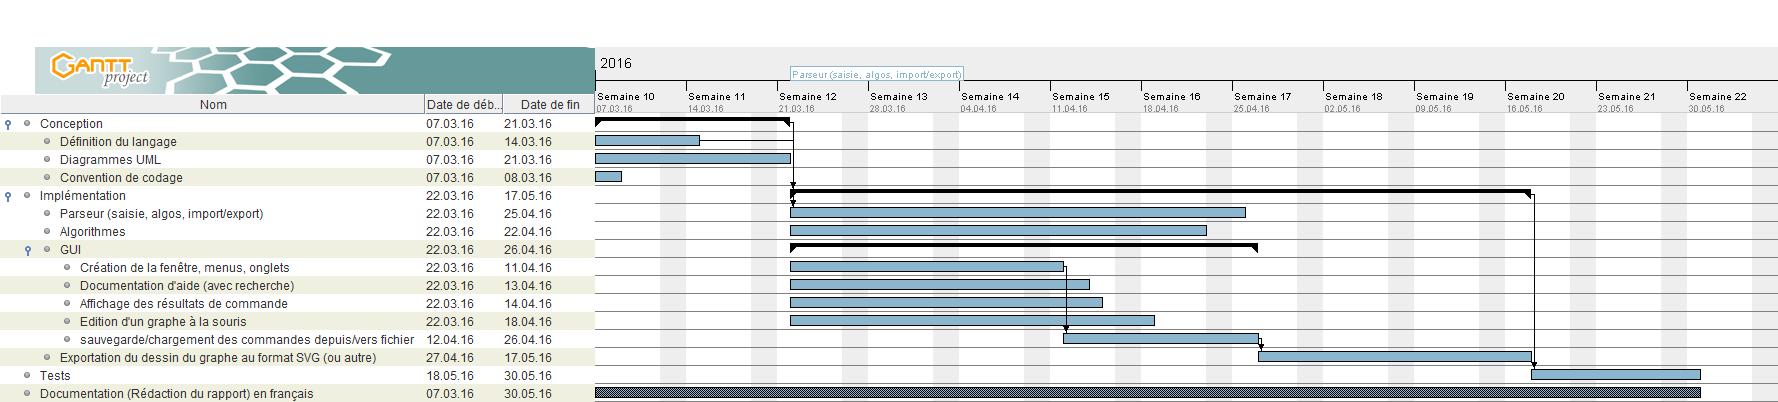 GANTT
project
2016
Parseur (saisie, algos, import/export)
Nom Date de déb... Date de fin
Semaine 10 Semaine 11 Semaine 12 Semaine 13 Semaine 14 Semaine 15 Semaine 16 Semaine 17 Semaine 18 Semaine 19 Semaine 20 Semaine 21 Semaine 22
07.03.16 14.03.16 21.03.16 28.03.16 04.04.16 11.04.16 18.04.16 25.04.16 02.05.16 09.05.16 16.05.16 23.05.16 30.05.16
Conception 07.03.16 21.03.16
Définition du langage 07.03.16 14.03.16
Diagrammes UML 07.03.16 21.03.16
Convention de codage 07.03.16 08.03.16
Implémentation 22.03.16 17.05.16
Parseur (saisie, algos, import/export) 22.03.16 25.04.16
Algorithmes 22.03.16 22.04.16
GUI 22.03.16 26.04.16
Création de la fenêtre, menus, onglets 22.03.16 11.04.16
Documentation d'aide (avec recherche) 22.03.16 13.04.16
Affichage des résultats de commande 22.03.16 14.04.16
Edition d'un graphe à la souris 22.03.16 18.04.16
sauvegarde/chargement des commandes depuis/vers fichier 12.04.16 26.04.16
Exportation du dessin du graphe au format SVG (ou autre) 27.04.16 17.05.16
Tests 18.05.16 30.05.16
Documentation (Rédaction du rapport) en français 07.03.16 30.05.16